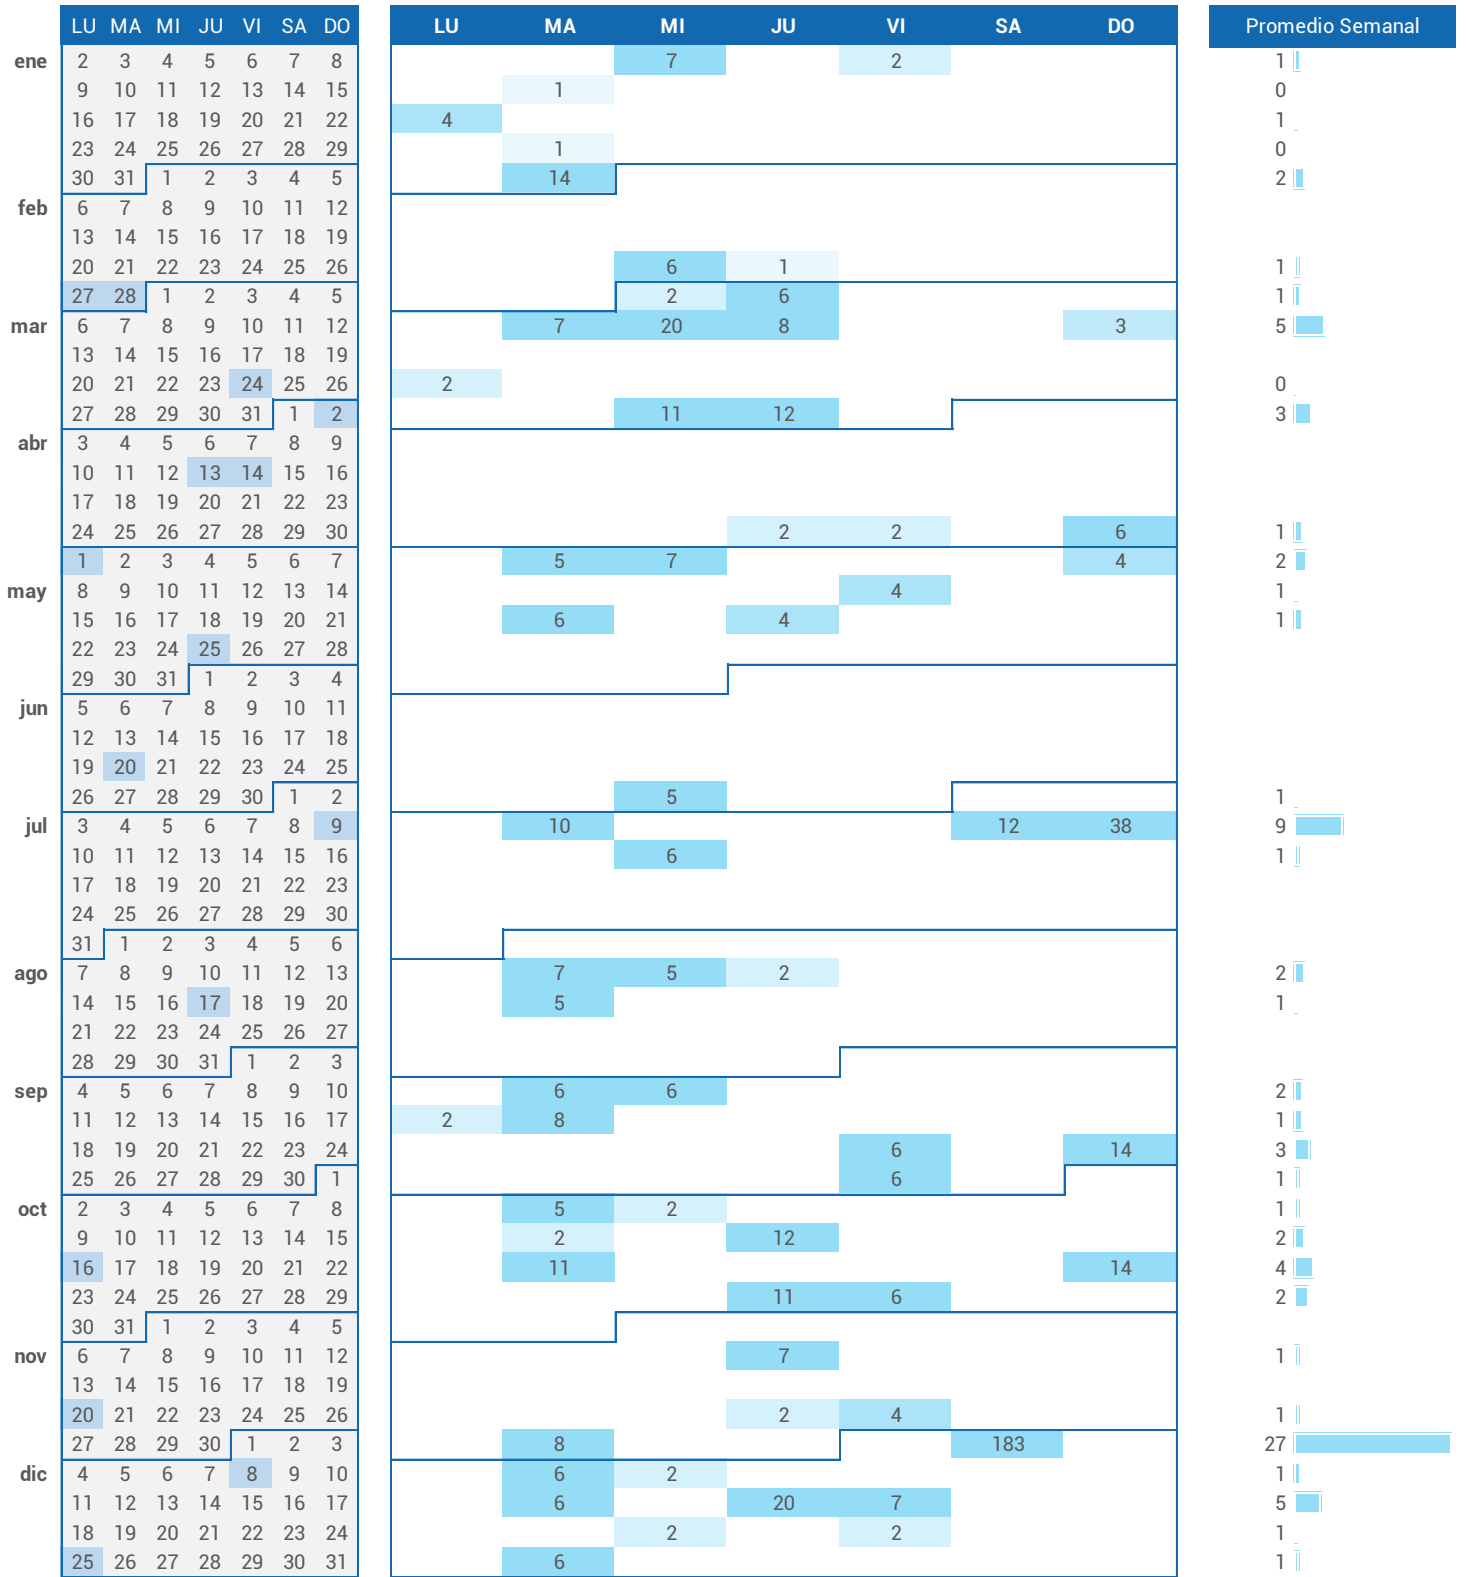 LU MA MI JU VI SA DO LU MA MI JU VI SA DO Promedio Semanal
ene 2 3 4 5 6 7 8 7 2 1
9 10 11 12 13 14 15 1 0
16 17 18 19 20 21 22 4 1
23 24 25 26 27 28 29 1 0
30 31 1 2 3 4 5 14 2
feb 6 7 8 9 10 11 12
13 14 15 16 17 18 19
20 21 22 23 24 25 26 6 1 1
27 28 1 2 3 4 5 2 6 1
mar 6 7 8 9 10 11 12 7 20 8 3 5
13 14 15 16 17 18 19
20 21 22 23 24 25 26 2 0
27 28 29 30 31 1 2 11 12 3
abr 3 4 5 6 7 8 9
10 11 12 13 14 15 16
17 18 19 20 21 22 23
24 25 26 27 28 29 30 2 2 6 1
1 2 3 4 5 6 7 5 7 4 2
may 8 9 10 11 12 13 14 4 1
15 16 17 18 19 20 21 6 4 1
22 23 24 25 26 27 28
29 30 31 1 2 3 4
jun 5 6 7 8 9 10 11
12 13 14 15 16 17 18
19 20 21 22 23 24 25
26 27 28 29 30 1 2 5 1
jul 3 4 5 6 7 8 9 10 12 38 9
10 11 12 13 14 15 16 6 1
17 18 19 20 21 22 23
24 25 26 27 28 29 30
31 1 2 3 4 5 6
ago 7 8 9 10 11 12 13 7 5 2 2
14 15 16 17 18 19 20 5 1
21 22 23 24 25 26 27
28 29 30 31 1 2 3
sep 4 5 6 7 8 9 10 6 6 2
11 12 13 14 15 16 17 2 8 1
18 19 20 21 22 23 24 6 14 3
25 26 27 28 29 30 1 6 1
oct 2 3 4 5 6 7 8 5 2 1
9 10 11 12 13 14 15 2 12 2
16 17 18 19 20 21 22 11 14 4
23 24 25 26 27 28 29 11 6 2
30 31 1 2 3 4 5
nov 6 7 8 9 10 11 12 7 1
13 14 15 16 17 18 19
20 21 22 23 24 25 26 2 4 1
27 28 29 30 1 2 3 8 183 27
dic 4 5 6 7 8 9 10 6 2 1
11 12 13 14 15 16 17 6 20 7 5
18 19 20 21 22 23 24 2 2 1
25 26 27 28 29 30 31 6 1